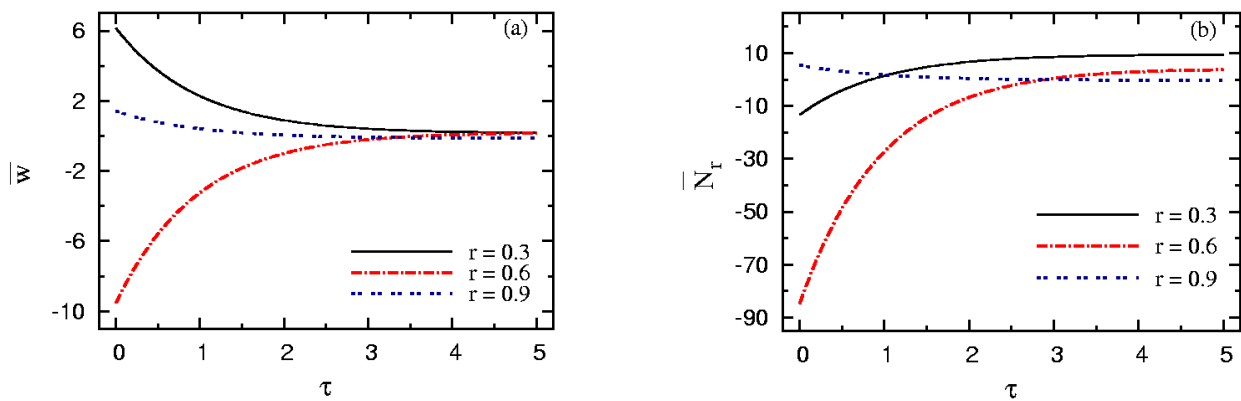 (a)
6
2
-2
-6
-10
w
r = 0.3
r = 0.6
r = 0.9
0 1 2 3 4 5
τ
(b)
10
-10
-30
-50
-70
-90
N_r
r = 0.3
r = 0.6
r = 0.9
0 1 2 3 4 5
τ